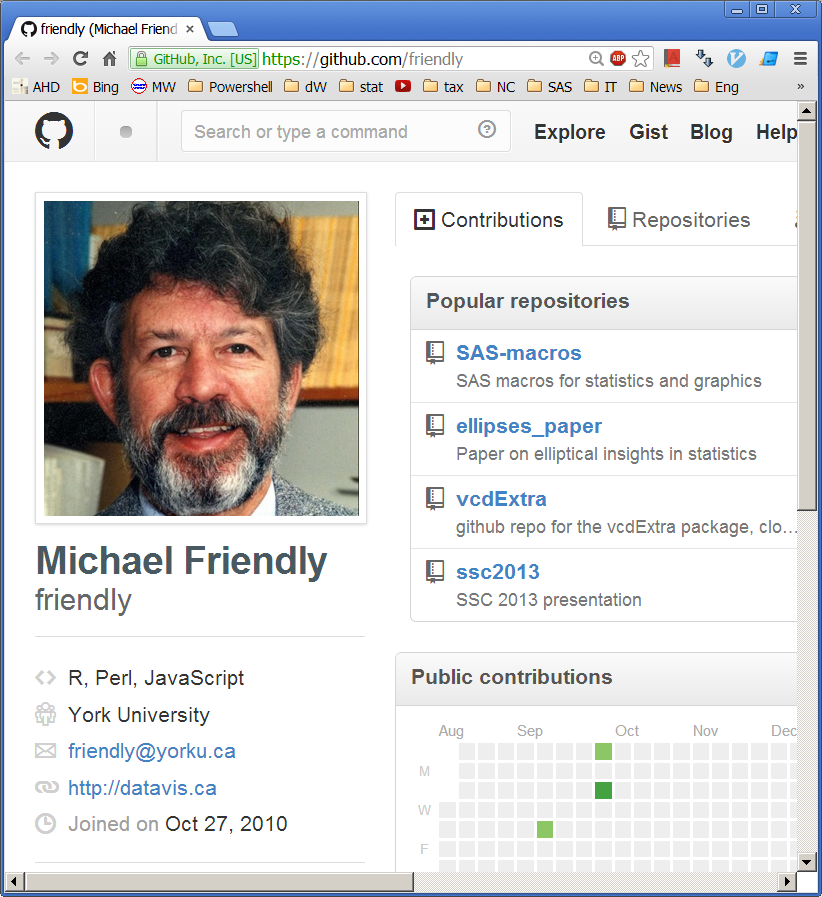 friendly (Michael Friend
GitHub, Inc. [US] https://github.com/friendly
ABP
AHD Bing MW Powershell dW stat tax NC SAS IT News Eng »
Search or type a command
Explore Gist Blog Help
Contributions Repositories
Popular repositories
SAS-macros
SAS macros for statistics and graphics
ellipses_paper
Paper on elliptical insights in statistics
vcdExtra
github repo for the vcdExtra package, clo...
ssc2013
SSC 2013 presentation
Michael Friendly
friendly
R, Perl, JavaScript
York University
friendly@yorku.ca
http://datavis.ca
Joined on Oct 27, 2010
Public contributions
Aug Sep Oct Nov Dec
M
W
F